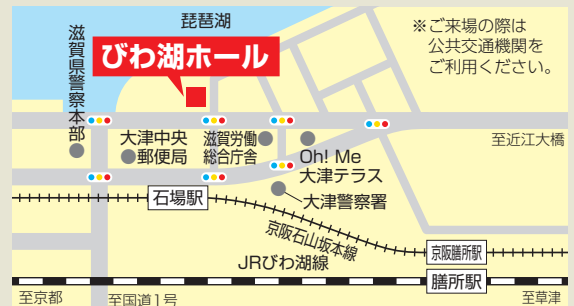 琵琶湖
※ご来場の際は
公共交通機関を
ご利用ください。
滋賀県警察本部
びわ湖ホール
大津中央
郵便局
滋賀労働
総合庁舎
Oh! Me
大津テラス
至近江大橋
大津警察署
石場駅
京阪石山坂本線
京阪膳所駅
JRびわ湖線
膳所駅
至京都
至国道1号
至草津